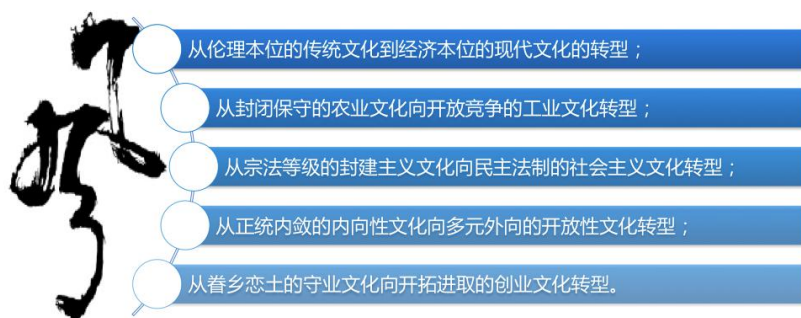 从伦理本位的传统文化到经济本位的现代文化的转型；
从封闭保守的农业文化向开放竞争的工业文化转型；
从宗法等级的封建主义文化向民主法制的社会主义文化转型；
从正统内敛的内向性文化向多元外向的开放性文化转型；
从眷乡恋土的守业文化向开拓进取的创业文化转型。